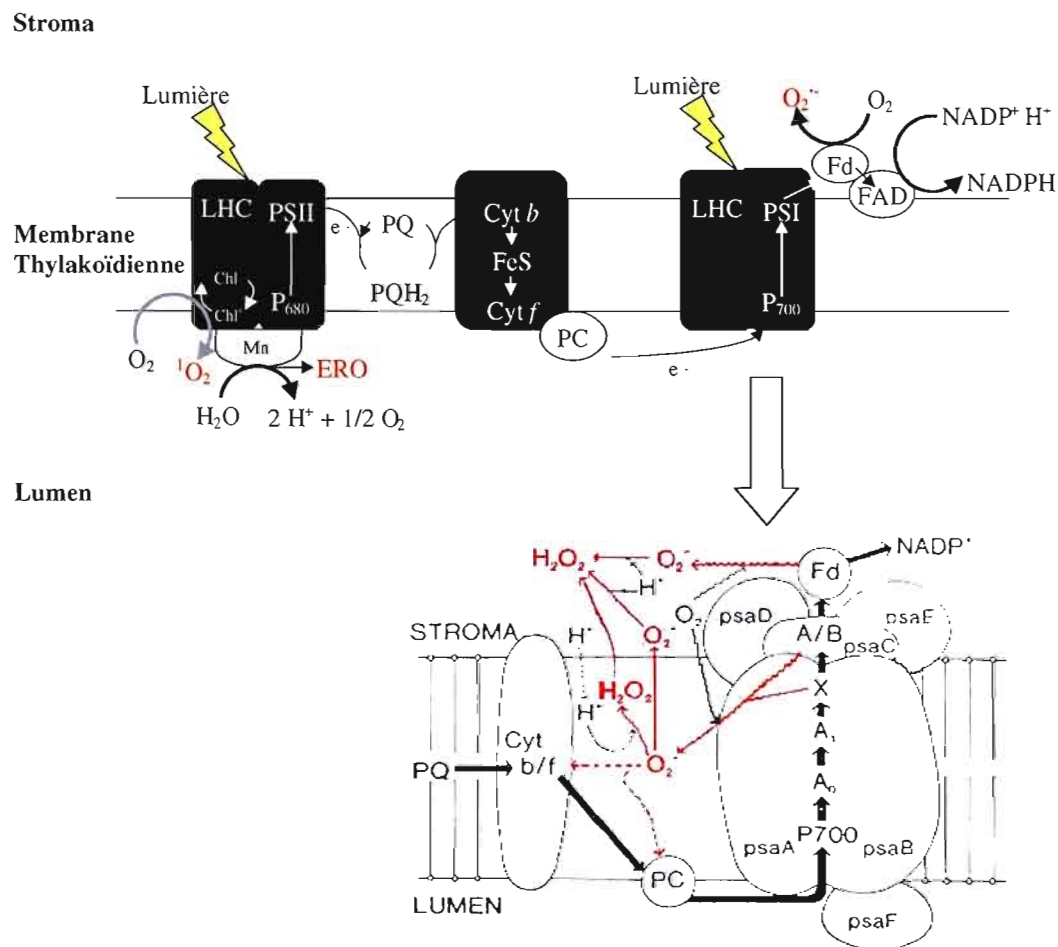 Stroma
Lumière
Lumière
O₂˙⁻
O₂
NADP⁺ H⁺
Fd
FAD
NADPH
LHC PSII
e -
PQ
Cyt b
LHC
PSI
Membrane
Thylakoïdienne
FeS
Chl
Chl*
P₆₈₀
PQH₂
Cyt f
P₇₀₀
PC
Mn
O₂
¹O₂
ERO
e -
H₂O
2 H⁺ + 1/2 O₂
Lumen
H₂O₂
O₂⁻
Fd
NADP⁺
H⁺
H⁺
O₂
psaD
psaE
STROMA
H⁺
O₂⁻
A/B
psaC
H₂O₂
X
H⁺
A₁
Cyt
b/f
PQ
O₂⁻
A₀
P700
psaA
psaB
PC
LUMEN
psaF